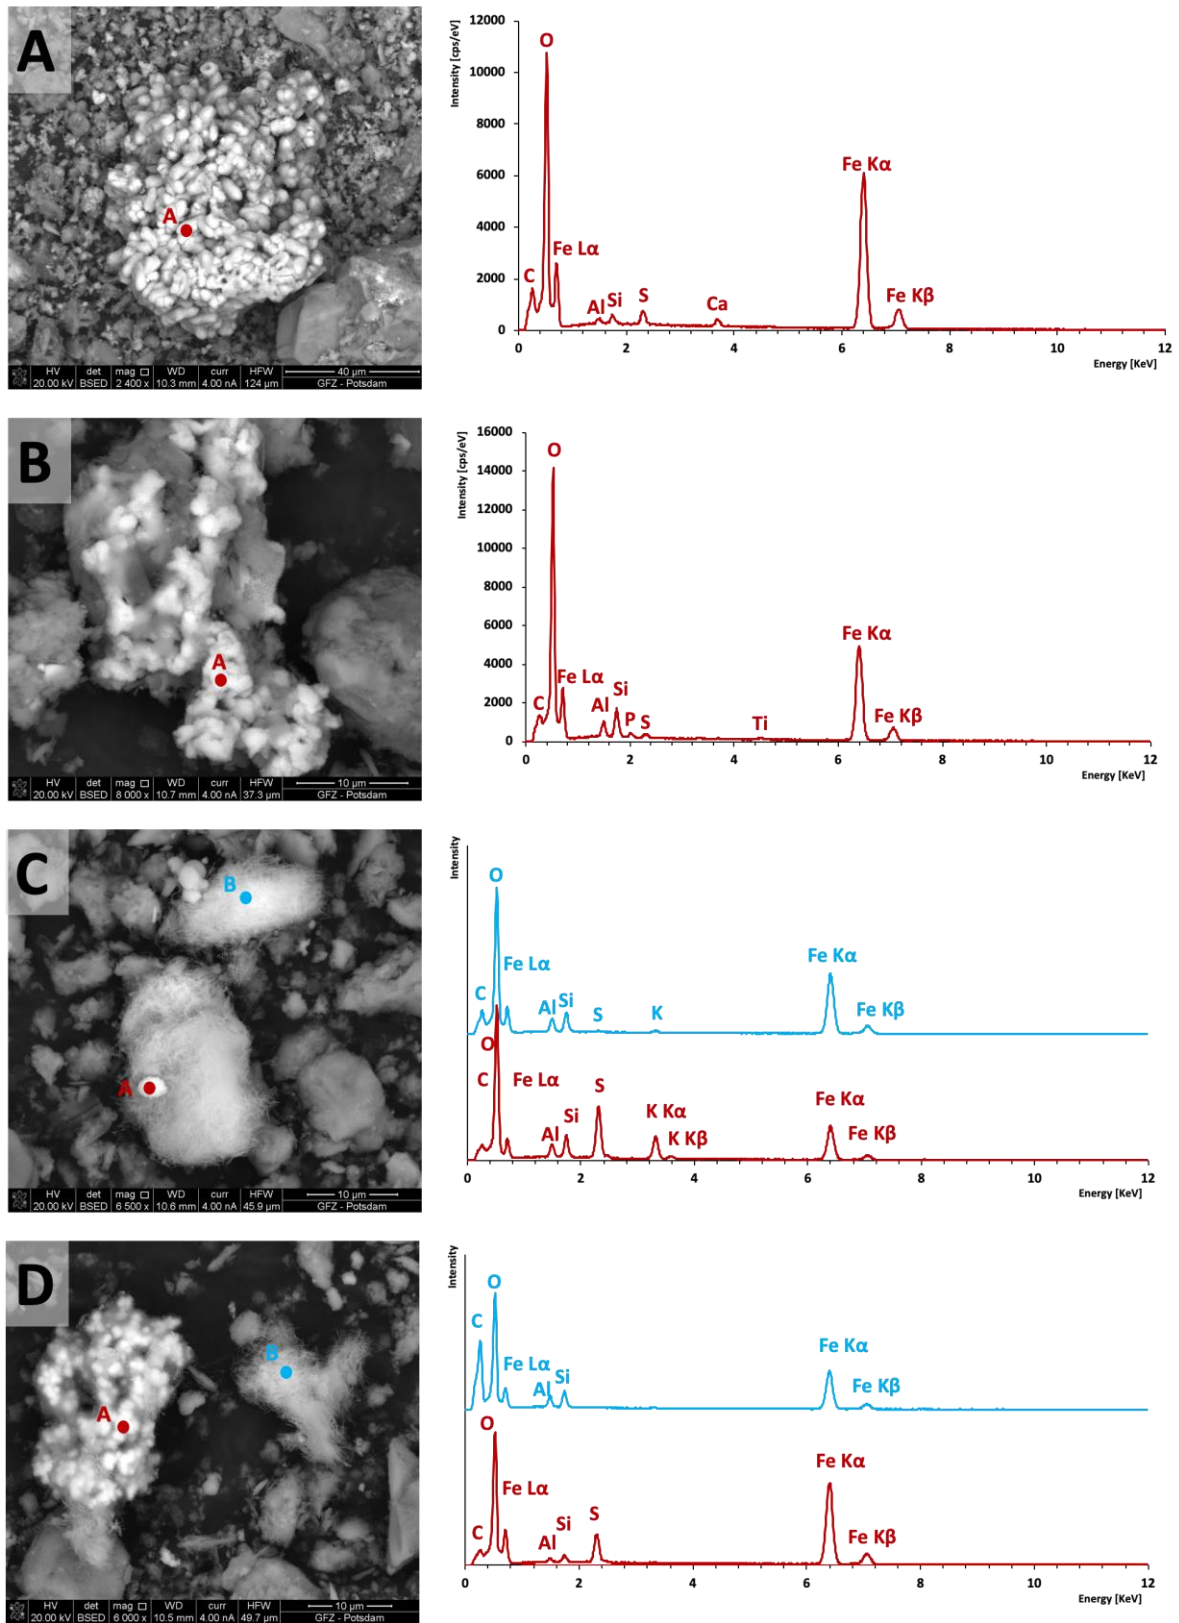 A
A
HV det mag □ WD curr HFW 40 µm
20.00 kV BSED 2 400 x 10.3 mm 4.00 nA 124 µm GFZ - Potsdam
Intensity [cps/eV]
12000
10000
8000
6000
4000
2000
0
O
Fe Kα
Fe Lα
C
Al Si S Ca Fe Kβ
0 2 4 6 8 10 12
Energy [KeV]
B
A
HV det mag □ WD curr HFW 10 µm
20.00 kV BSED 8 000 x 10.7 mm 4.00 nA 37.3 µm GFZ - Potsdam
Intensity [cps/eV]
16000
14000
12000
10000
8000
6000
4000
2000
0
O
Fe Kα
Fe Lα
Si
C Al P S Ti Fe Kβ
0 2 4 6 8 10 12
Energy [KeV]
C
B
A
HV det mag □ WD curr HFW 10 µm
20.00 kV BSED 6 500 x 10.6 mm 4.00 nA 45.9 µm GFZ - Potsdam
Intensity
O
Fe Lα Fe Kα
C Al Si S K Fe Kβ
O
C Fe Lα S Fe Kα
Al Si K Kα Fe Kβ
K Kβ
0 2 4 6 8 10 12
Energy [KeV]
D
B
A
HV det mag □ WD curr HFW 10 µm
20.00 kV BSED 6 000 x 10.5 mm 4.00 nA 49.7 µm GFZ - Potsdam
Intensity
O
C
Fe Kα
Fe Lα
Al Si Fe Kβ
O
Fe Kα
Fe Lα
S
C Al Si Fe Kβ
0 2 4 6 8 10 12
Energy [KeV]